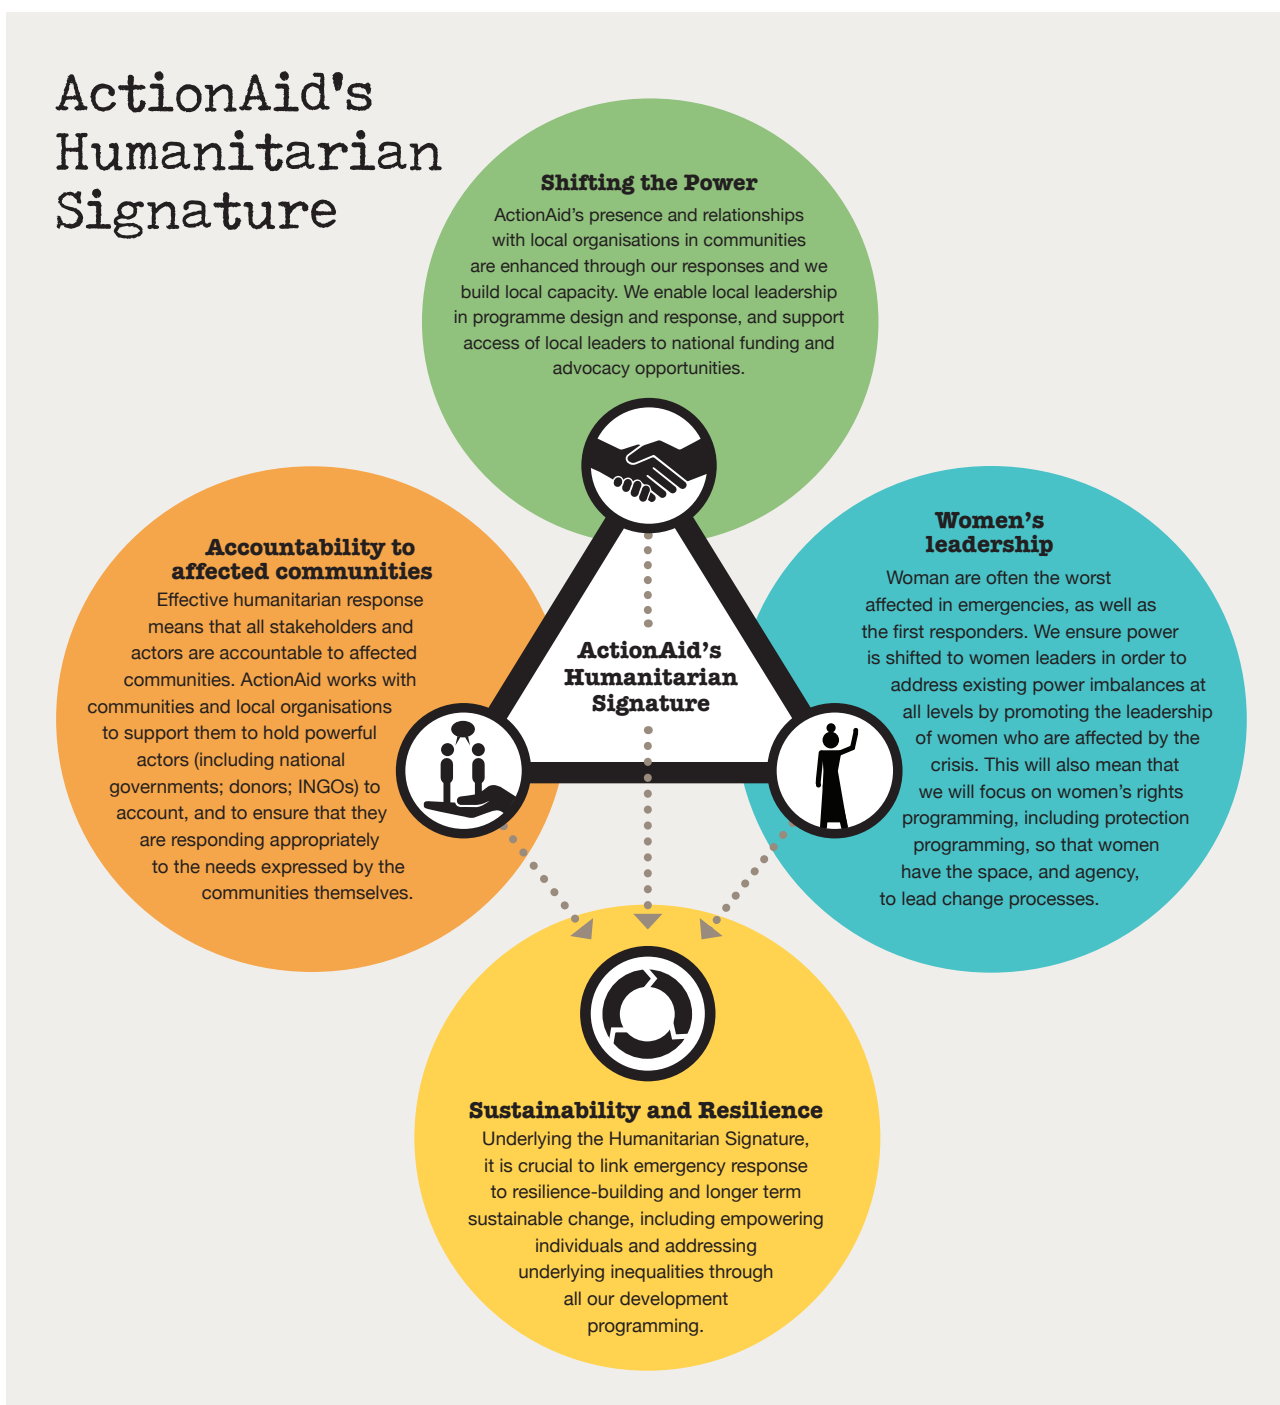 ActionAid's
Humanitarian
Signature
Shifting the Power
ActionAid's presence and relationships
with local organisations in communities
are enhanced through our responses and we
build local capacity. We enable local leadership
in programme design and response, and support
access of local leaders to national funding and
advocacy opportunities.
Accountability to
affected communities
Effective humanitarian response
means that all stakeholders and
actors are accountable to affected
communities. ActionAid works with
communities and local organisations
to support them to hold powerful
actors (including national
governments; donors; INGOs) to
account, and to ensure that they
are responding appropriately
to the needs expressed by the
communities themselves.
ActionAid's
Humanitarian
Signature
Women's
leadership
Woman are often the worst
affected in emergencies, as well as
the first responders. We ensure power
is shifted to women leaders in order to
address existing power imbalances at
all levels by promoting the leadership
of women who are affected by the
crisis. This will also mean that
we will focus on women's rights
programming, including protection
programming, so that women
have the space, and agency,
to lead change processes.
Sustainability and Resilience
Underlying the Humanitarian Signature,
it is crucial to link emergency response
to resilience-building and longer term
sustainable change, including empowering
individuals and addressing
underlying inequalities through
all our development
programming.